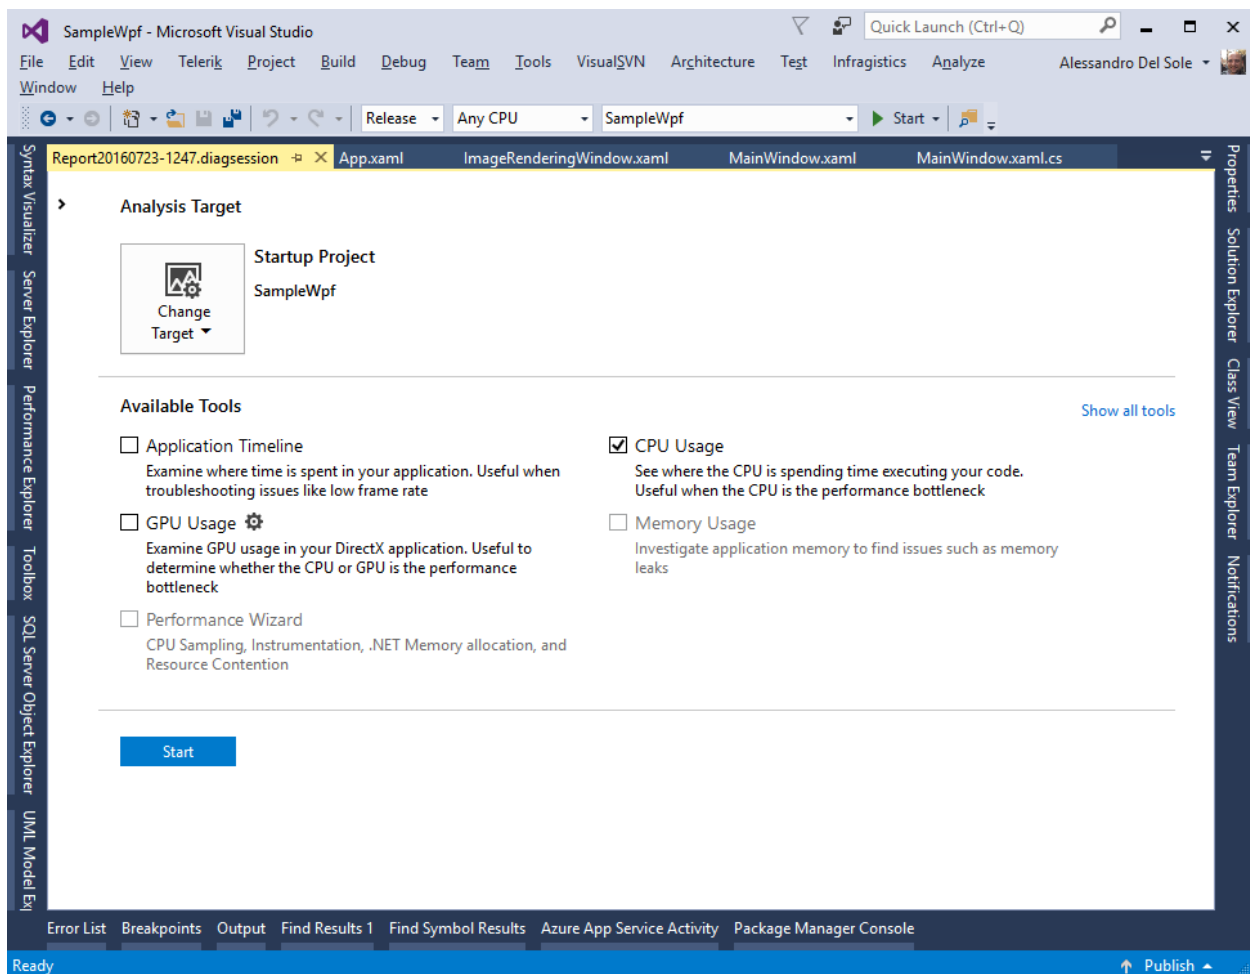 SampleWpf - Microsoft Visual Studio
Quick Launch (Ctrl+Q)
File Edit View Telerik Project Build Debug Team Tools VisualSVN Architecture Test Infragistics Analyze Alessandro Del Sole
Window Help
Release Any CPU SampleWpf Start
Report20160723-1247.diagsession App.xaml ImageRenderingWindow.xaml MainWindow.xaml MainWindow.xaml.cs
Syntax Visualizer
Server Explorer
Performance Explorer
Toolbox
SQL Server Object Explorer
UML Model Exp
Analysis Target
Change
Target
Startup Project
SampleWpf
Available Tools
Show all tools
Application Timeline
Examine where time is spent in your application. Useful when
troubleshooting issues like low frame rate
CPU Usage
See where the CPU is spending time executing your code.
Useful when the CPU is the performance bottleneck
GPU Usage
Examine GPU usage in your DirectX application. Useful to
determine whether the CPU or GPU is the performance
bottleneck
Memory Usage
Investigate application memory to find issues such as memory
leaks
Performance Wizard
CPU Sampling, Instrumentation, .NET Memory allocation, and
Resource Contention
Start
Properties
Solution Explorer
Class View
Team Explorer
Notifications
Error List Breakpoints Output Find Results 1 Find Symbol Results Azure App Service Activity Package Manager Console
Ready
Publish